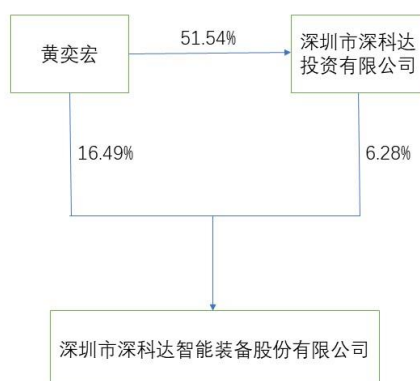 黄奕宏
51.54%
深圳市深科达
投资有限公司
16.49%
6.28%
深圳市深科达智能装备股份有限公司